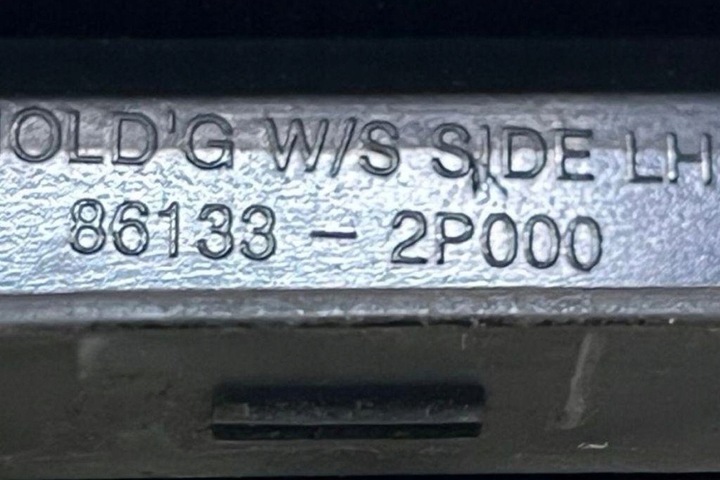 OLD'G W/S SIDE LH
86133 - 2P000